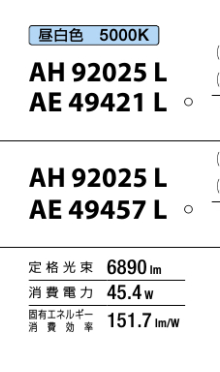 昼白色 5000K
AH 92025 L
AE 49421 L ○
AH 92025 L
AE 49457 L ○
定格光束 6890 lm
消費電力 45.4 w
固有エネルギー消費効率 151.7 lm/W